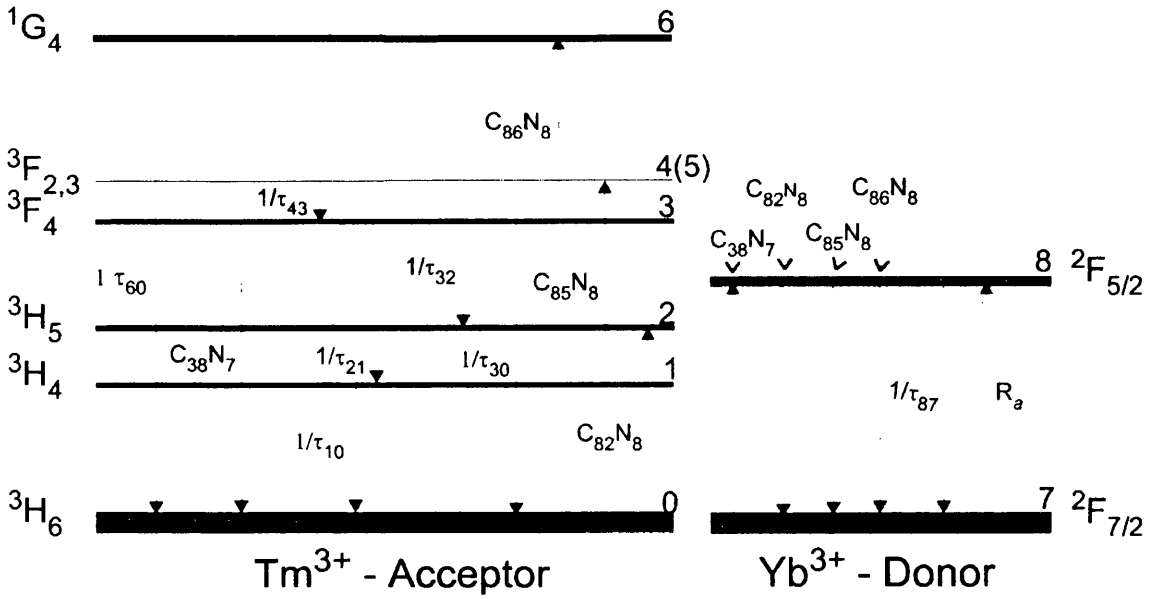 ¹G₄ 6
C₈₆N₈
³F₂,₃ 4(5)
1/τ₄₃
³F₄ 3
C₈₂N₈ C₈₆N₈
C₃₈N₇ C₈₅N₈
1 τ₆₀ 1/τ₃₂ C₈₅N₈
8 ²F₅/₂
³H₅ 2
C₃₈N₇ 1/τ₂₁ 1/τ₃₀
³H₄ 1
1/τ₈₇ Rₐ
1/τ₁₀ C₈₂N₈
³H₆ 0 7 ²F₇/₂
Tm³⁺ - Acceptor Yb³⁺ - Donor